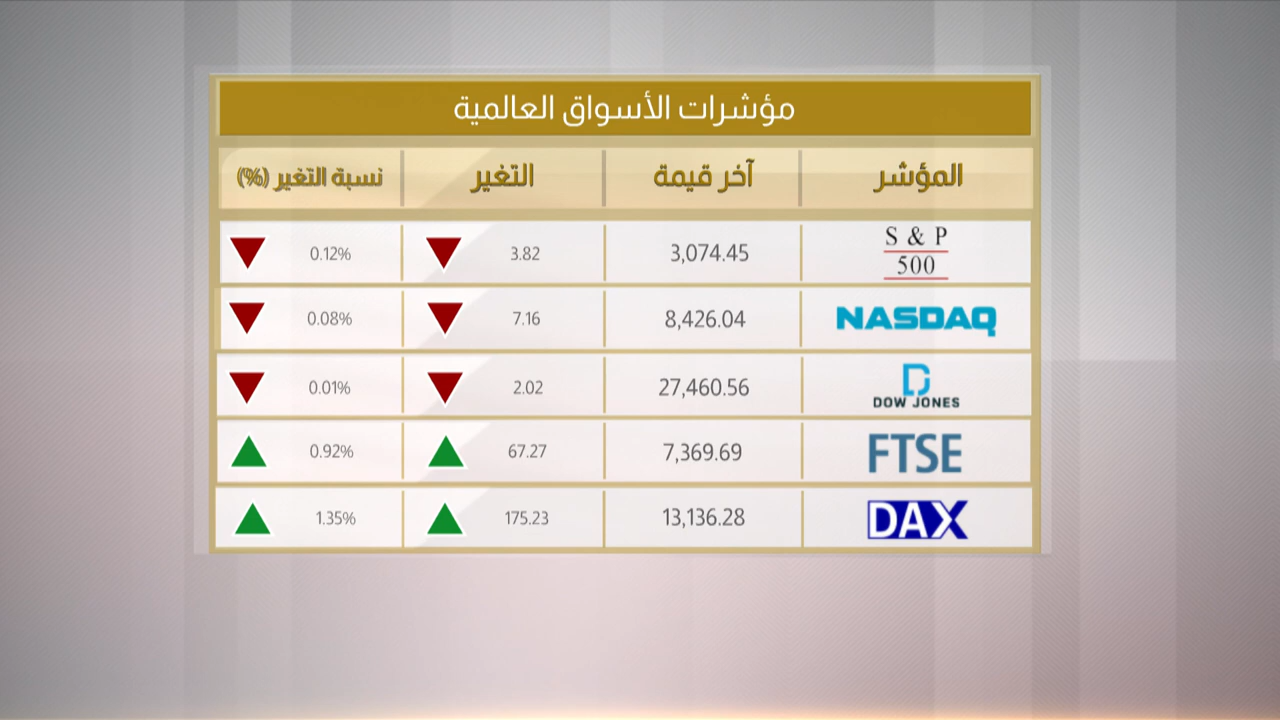 مؤشرات الأسواق العالمية
المؤشر آخر قيمة التغير نسبة التغير (%)
S & P
500
3,074.45 3.82 0.12%
NASDAQ 8,426.04 7.16 0.08%
DOW JONES 27,460.56 2.02 0.01%
FTSE 7,369.69 67.27 0.92%
DAX 13,136.28 175.23 1.35%